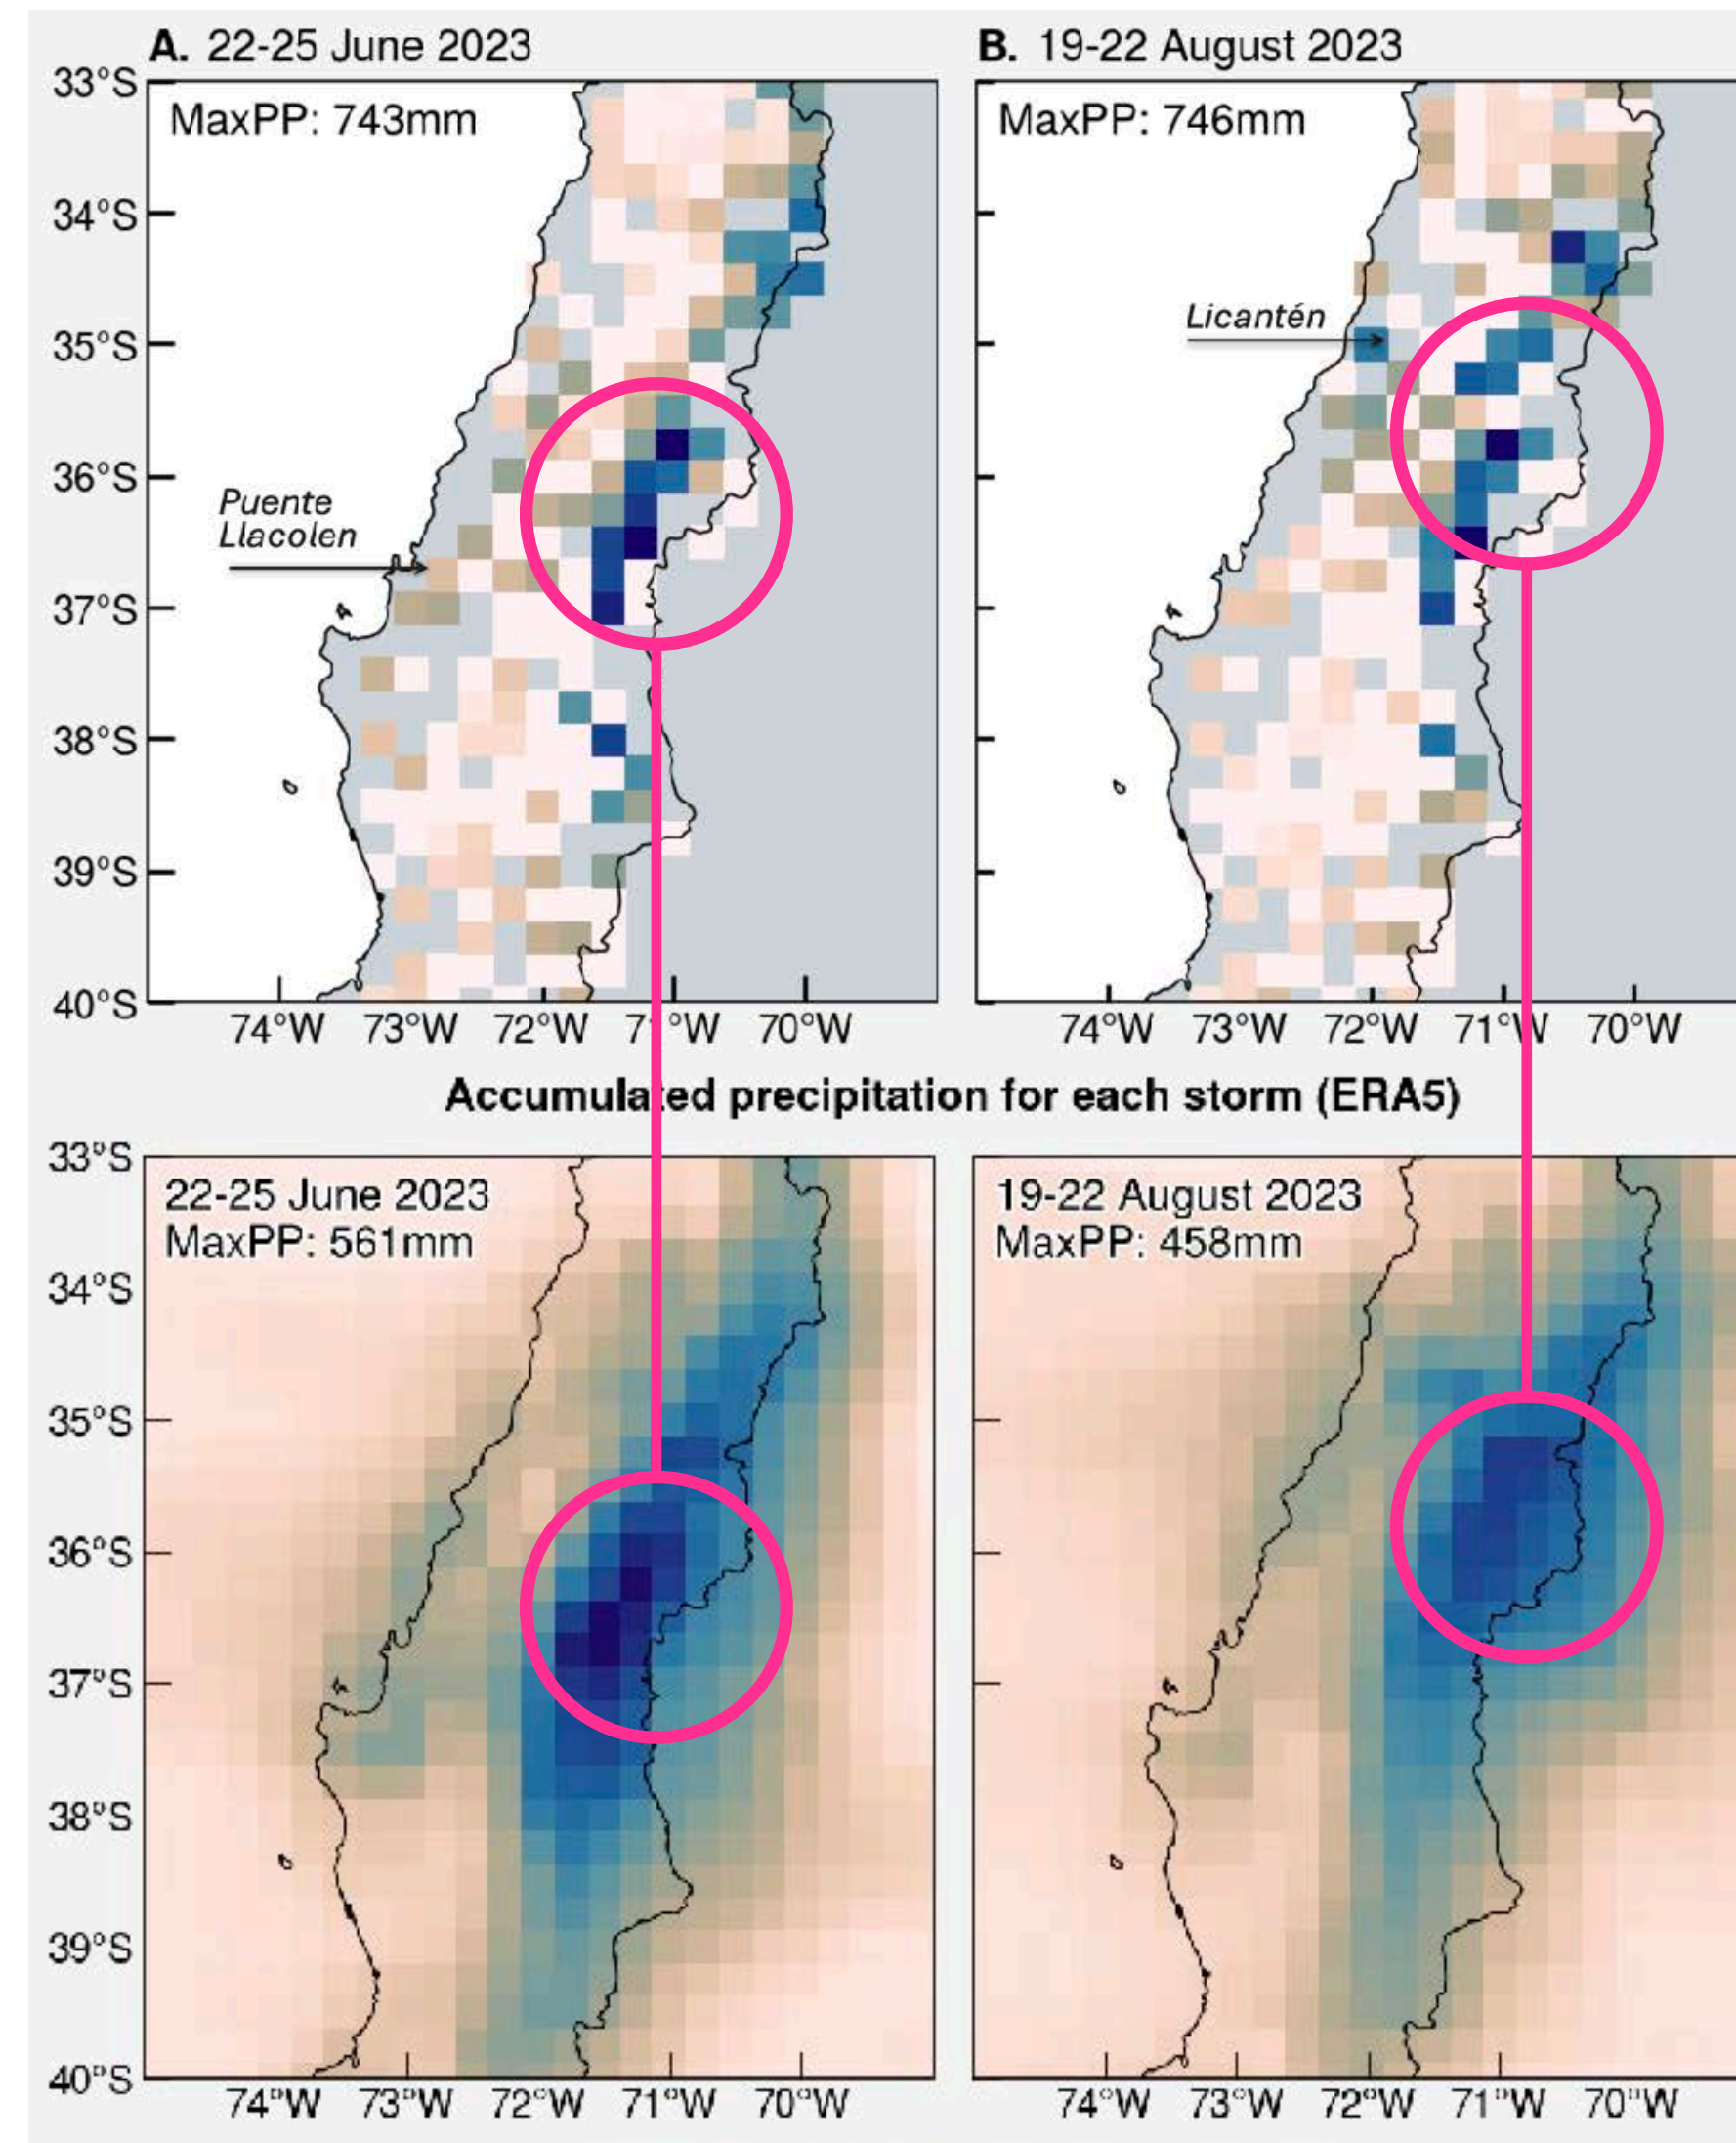 A. 22-25 June 2023
B. 19-22 August 2023
33°S
MaxPP: 743mm
MaxPP: 746mm
34°S
Licantén
35°S
36°S
Puente
Llacolen
37°S
38°S
39°S
40°S
74°W 73°W 72°W 71°W 70°W
74°W 73°W 72°W 71°W 70°W
Accumulated precipitation for each storm (ERA5)
33°S
22-25 June 2023
MaxPP: 561mm
19-22 August 2023
MaxPP: 458mm
34°S
35°S
36°S
37°S
38°S
39°S
40°S
74°W 73°W 72°W 71°W 70°W
74°W 73°W 72°W 71°W 70°W